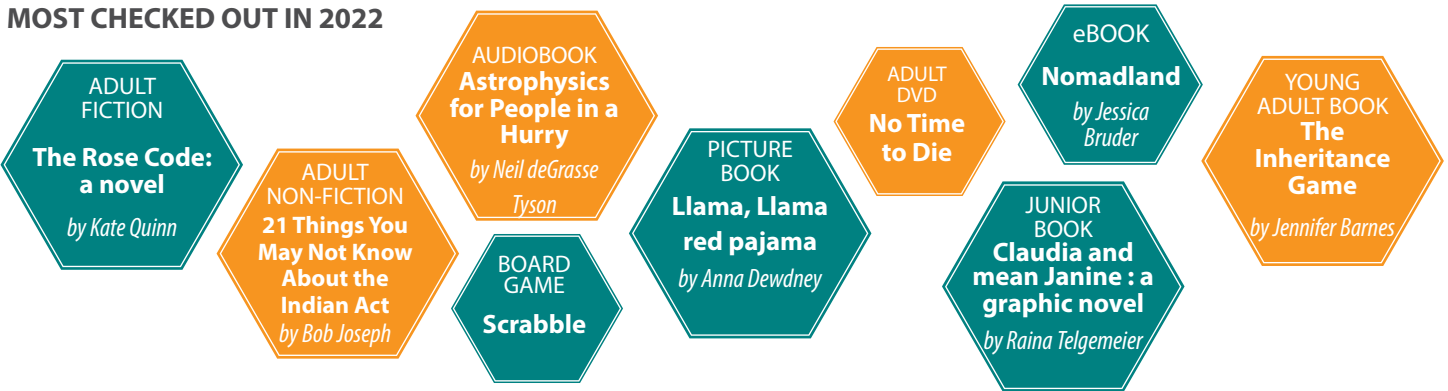 MOST CHECKED OUT IN 2022
ADULT
FICTION
The Rose Code:
a novel
by Kate Quinn
ADULT
NON-FICTION
21 Things You
May Not Know
About the
Indian Act
by Bob Joseph
AUDIOBOOK
Astrophysics
for People in a
Hurry
by Neil deGrasse
Tyson
BOARD
GAME
Scrabble
PICTURE
BOOK
Llama, Llama
red pajama
by Anna Dewdney
ADULT
DVD
No Time
to Die
eBOOK
Nomadland
by Jessica
Bruder
JUNIOR
BOOK
Claudia and
mean Janine : a
graphic novel
by Raina Telgemeier
YOUNG
ADULT BOOK
The
Inheritance
Game
by Jennifer Barnes